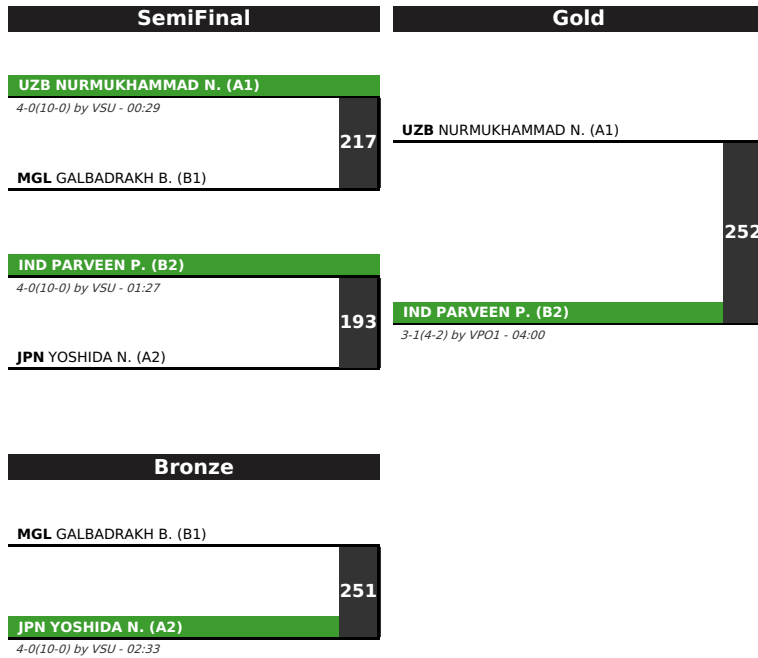 SemiFinal
UZB NURMUKHAMMAD N. (A1)
4-0(10-0) by VSU - 00:29
217
MGL GALBADRAKH B. (B1)
IND PARVEEN P. (B2)
4-0(10-0) by VSU - 01:27
193
JPN YOSHIDA N. (A2)
Gold
UZB NURMUKHAMMAD N. (A1)
252
IND PARVEEN P. (B2)
3-1(4-2) by VPO1 - 04:00
Bronze
MGL GALBADRAKH B. (B1)
251
JPN YOSHIDA N. (A2)
4-0(10-0) by VSU - 02:33